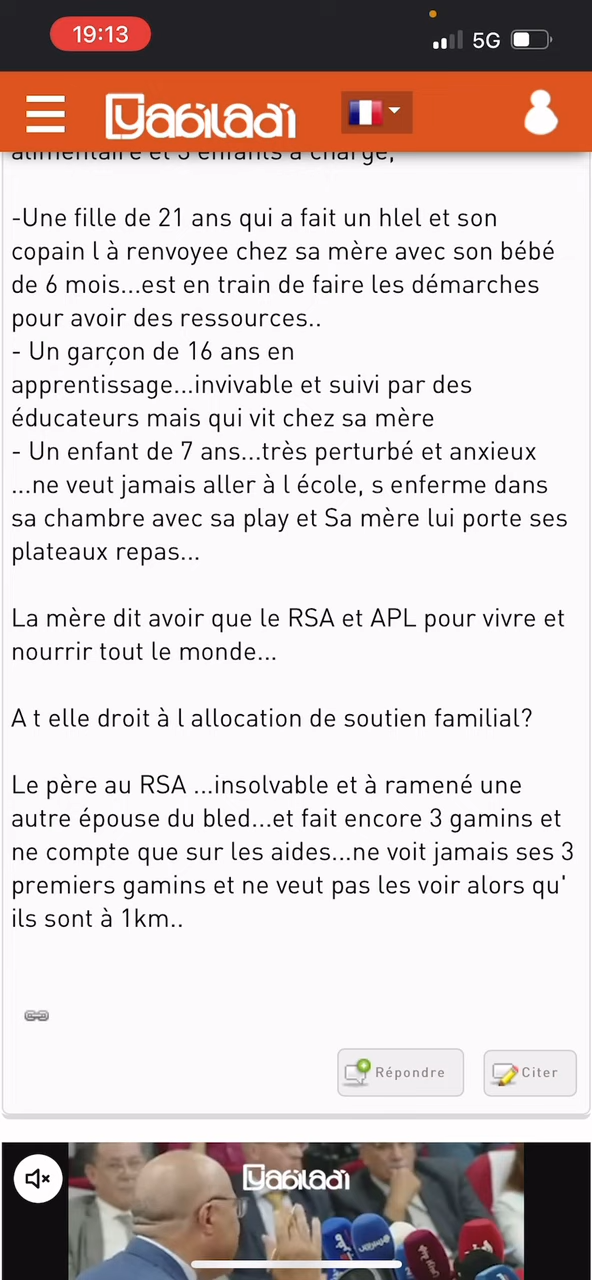 19:13
5G
Yabiladi
alimentaire et 3 enfants à charge,
-Une fille de 21 ans qui a fait un hlel et son
copain l à renvoyee chez sa mère avec son bébé
de 6 mois...est en train de faire les démarches
pour avoir des ressources..
- Un garçon de 16 ans en
apprentissage...invivable et suivi par des
éducateurs mais qui vit chez sa mère
- Un enfant de 7 ans...très perturbé et anxieux
...ne veut jamais aller à l école, s enferme dans
sa chambre avec sa play et Sa mère lui porte ses
plateaux repas...
La mère dit avoir que le RSA et APL pour vivre et
nourrir tout le monde...
A t elle droit à l allocation de soutien familial?
Le père au RSA ...insolvable et à ramené une
autre épouse du bled...et fait encore 3 gamins et
ne compte que sur les aides...ne voit jamais ses 3
premiers gamins et ne veut pas les voir alors qu'
ils sont à 1km..
Répondre
Citer
Yabiladi